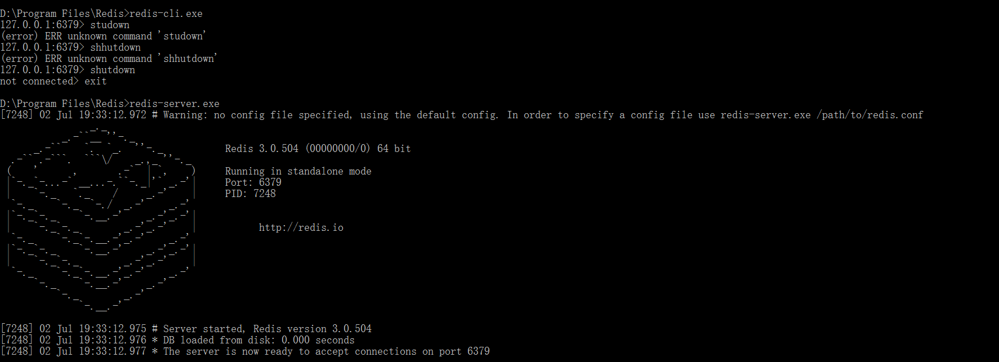 D:\Program Files\Redis>redis-cli.exe
127.0.0.1:6379> studown
(error) ERR unknown command 'studown'
127.0.0.1:6379> shhutdown
(error) ERR unknown command 'shhutdown'
127.0.0.1:6379> shutdown
not connected> exit
D:\Program Files\Redis>redis-server.exe
[7248] 02 Jul 19:33:12.972 # Warning: no config file specified, using the default config. In order to specify a config file use redis-server.exe /path/to/redis.conf
Redis 3.0.504 (00000000/0) 64 bit
Running in standalone mode
Port: 6379
PID: 7248
http://redis.io
[7248] 02 Jul 19:33:12.975 # Server started, Redis version 3.0.504
[7248] 02 Jul 19:33:12.976 * DB loaded from disk: 0.000 seconds
[7248] 02 Jul 19:33:12.977 * The server is now ready to accept connections on port 6379